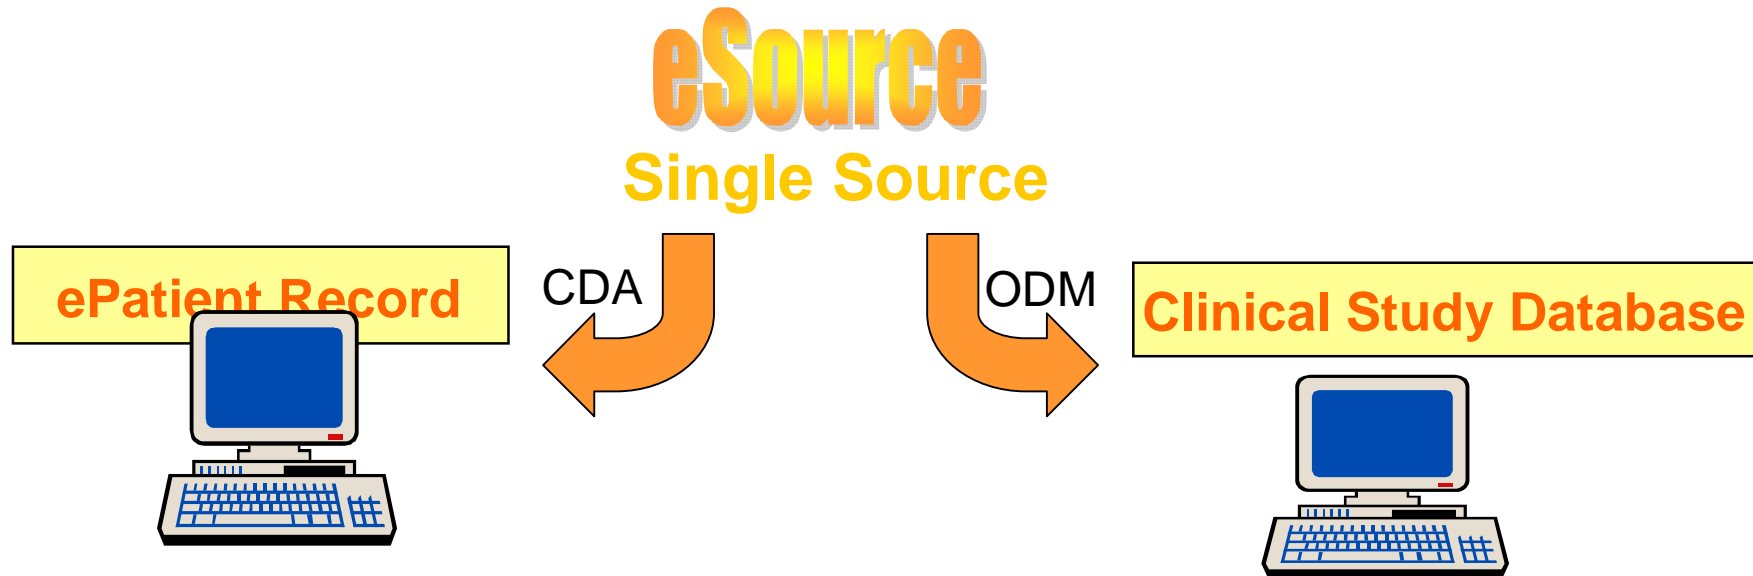 eSource
Single Source
CDA
ODM
ePatient Record
Clinical Study Database